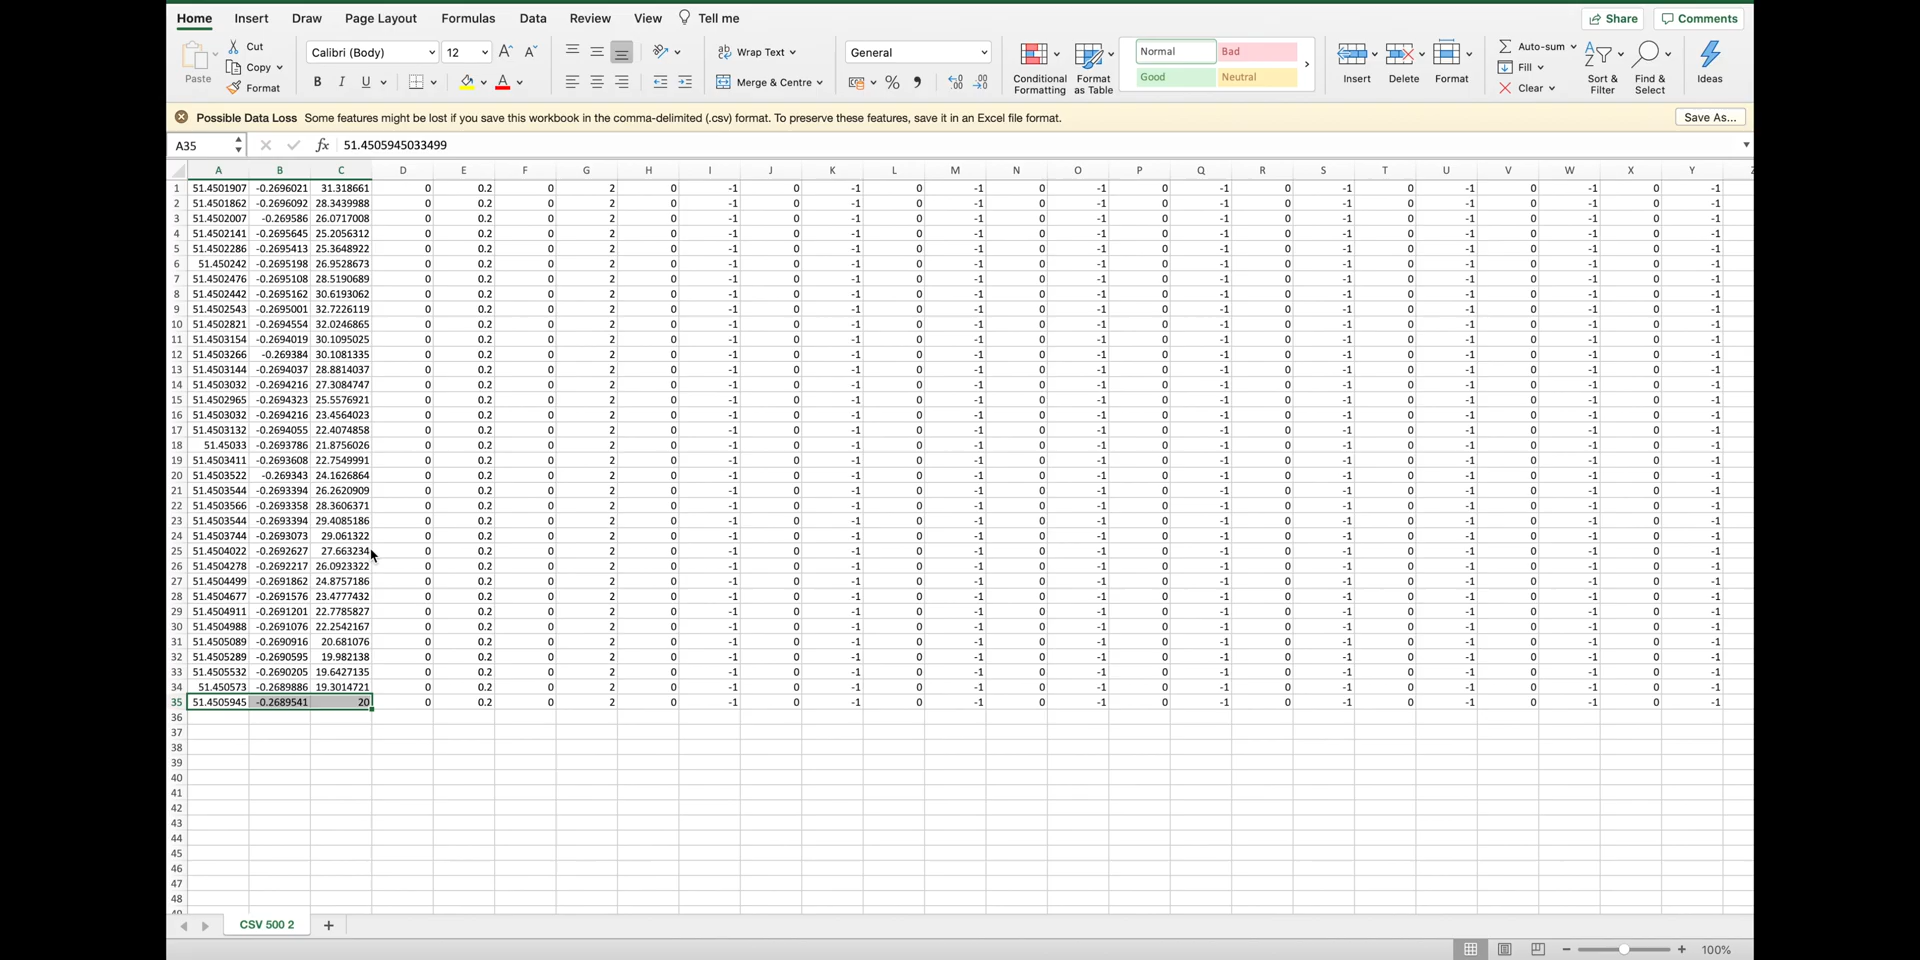 Home Insert Draw Page Layout Formulas Data Review View Tell me Share Comments
Paste Cut Copy Format Calibri (Body) 12 Wrap Text General Normal Bad Auto-sum
B I U Merge & Centre % Conditional Formatting Format as Table Good Neutral Insert Delete Format Fill Clear Sort & Filter Find & Select Ideas
Possible Data Loss Some features might be lost if you save this workbook in the comma-delimited (.csv) format. To preserve these features, save it in an Excel file format. Save As...
A35 fx 51.4505945033499
A B C D E F G H I J K L M N O P Q R S T U V W X Y
1 51.4501907 -0.2696021 31.318661 0 0.2 0 2 0 -1 0 -1 0 -1 0 -1 0 -1 0 -1 0 -1 0 -1 0 -1
2 51.4501862 -0.2696092 28.3439988 0 0.2 0 2 0 -1 0 -1 0 -1 0 -1 0 -1 0 -1 0 -1 0 -1 0 -1
3 51.4502007 -0.269586 26.0717008 0 0.2 0 2 0 -1 0 -1 0 -1 0 -1 0 -1 0 -1 0 -1 0 -1 0 -1
4 51.4502141 -0.2695645 25.2056312 0 0.2 0 2 0 -1 0 -1 0 -1 0 -1 0 -1 0 -1 0 -1 0 -1 0 -1
5 51.4502286 -0.2695413 25.3648922 0 0.2 0 2 0 -1 0 -1 0 -1 0 -1 0 -1 0 -1 0 -1 0 -1 0 -1
6 51.450242 -0.2695198 26.9528673 0 0.2 0 2 0 -1 0 -1 0 -1 0 -1 0 -1 0 -1 0 -1 0 -1 0 -1
7 51.4502476 -0.2695108 28.5190689 0 0.2 0 2 0 -1 0 -1 0 -1 0 -1 0 -1 0 -1 0 -1 0 -1 0 -1
8 51.4502442 -0.2695162 30.6193062 0 0.2 0 2 0 -1 0 -1 0 -1 0 -1 0 -1 0 -1 0 -1 0 -1 0 -1
9 51.4502543 -0.2695001 32.7226119 0 0.2 0 2 0 -1 0 -1 0 -1 0 -1 0 -1 0 -1 0 -1 0 -1 0 -1
10 51.4502821 -0.2694554 32.0246865 0 0.2 0 2 0 -1 0 -1 0 -1 0 -1 0 -1 0 -1 0 -1 0 -1 0 -1
11 51.4503154 -0.2694019 30.1095025 0 0.2 0 2 0 -1 0 -1 0 -1 0 -1 0 -1 0 -1 0 -1 0 -1 0 -1
12 51.4503266 -0.269384 30.1081335 0 0.2 0 2 0 -1 0 -1 0 -1 0 -1 0 -1 0 -1 0 -1 0 -1 0 -1
13 51.4503144 -0.2694037 28.8814037 0 0.2 0 2 0 -1 0 -1 0 -1 0 -1 0 -1 0 -1 0 -1 0 -1 0 -1
14 51.4503032 -0.2694216 27.3084747 0 0.2 0 2 0 -1 0 -1 0 -1 0 -1 0 -1 0 -1 0 -1 0 -1 0 -1
15 51.4502965 -0.2694323 25.5576921 0 0.2 0 2 0 -1 0 -1 0 -1 0 -1 0 -1 0 -1 0 -1 0 -1 0 -1
16 51.4503032 -0.2694216 23.4564023 0 0.2 0 2 0 -1 0 -1 0 -1 0 -1 0 -1 0 -1 0 -1 0 -1 0 -1
17 51.4503132 -0.2694055 22.4074858 0 0.2 0 2 0 -1 0 -1 0 -1 0 -1 0 -1 0 -1 0 -1 0 -1 0 -1
18 51.45033 -0.2693786 21.8756026 0 0.2 0 2 0 -1 0 -1 0 -1 0 -1 0 -1 0 -1 0 -1 0 -1 0 -1
19 51.4503411 -0.2693608 22.7549991 0 0.2 0 2 0 -1 0 -1 0 -1 0 -1 0 -1 0 -1 0 -1 0 -1 0 -1
20 51.4503522 -0.269343 24.1626864 0 0.2 0 2 0 -1 0 -1 0 -1 0 -1 0 -1 0 -1 0 -1 0 -1 0 -1
21 51.4503544 -0.2693394 26.2620909 0 0.2 0 2 0 -1 0 -1 0 -1 0 -1 0 -1 0 -1 0 -1 0 -1 0 -1
22 51.4503566 -0.2693358 28.3606371 0 0.2 0 2 0 -1 0 -1 0 -1 0 -1 0 -1 0 -1 0 -1 0 -1 0 -1
23 51.4503544 -0.2693394 29.4085186 0 0.2 0 2 0 -1 0 -1 0 -1 0 -1 0 -1 0 -1 0 -1 0 -1 0 -1
24 51.4503744 -0.2693073 29.061322 0 0.2 0 2 0 -1 0 -1 0 -1 0 -1 0 -1 0 -1 0 -1 0 -1 0 -1
25 51.4504022 -0.2692627 27.663234 0 0.2 0 2 0 -1 0 -1 0 -1 0 -1 0 -1 0 -1 0 -1 0 -1 0 -1
26 51.4504278 -0.2692217 26.0923322 0 0.2 0 2 0 -1 0 -1 0 -1 0 -1 0 -1 0 -1 0 -1 0 -1 0 -1
27 51.4504499 -0.2691862 24.8757186 0 0.2 0 2 0 -1 0 -1 0 -1 0 -1 0 -1 0 -1 0 -1 0 -1 0 -1
28 51.4504677 -0.2691576 23.4777432 0 0.2 0 2 0 -1 0 -1 0 -1 0 -1 0 -1 0 -1 0 -1 0 -1 0 -1
29 51.4504911 -0.2691201 22.7785827 0 0.2 0 2 0 -1 0 -1 0 -1 0 -1 0 -1 0 -1 0 -1 0 -1 0 -1
30 51.4504988 -0.2691076 22.2542167 0 0.2 0 2 0 -1 0 -1 0 -1 0 -1 0 -1 0 -1 0 -1 0 -1 0 -1
31 51.4505089 -0.2690916 20.681076 0 0.2 0 2 0 -1 0 -1 0 -1 0 -1 0 -1 0 -1 0 -1 0 -1 0 -1
32 51.4505289 -0.2690595 19.982138 0 0.2 0 2 0 -1 0 -1 0 -1 0 -1 0 -1 0 -1 0 -1 0 -1 0 -1
33 51.4505532 -0.2690205 19.6427135 0 0.2 0 2 0 -1 0 -1 0 -1 0 -1 0 -1 0 -1 0 -1 0 -1 0 -1
34 51.450573 -0.2689886 19.3014721 0 0.2 0 2 0 -1 0 -1 0 -1 0 -1 0 -1 0 -1 0 -1 0 -1 0 -1
35 51.4505945 -0.2689541 20 0 0.2 0 2 0 -1 0 -1 0 -1 0 -1 0 -1 0 -1 0 -1 0 -1 0 -1
36
37
38
39
40
41
42
43
44
45
46
47
48
CSV 500 2
100%